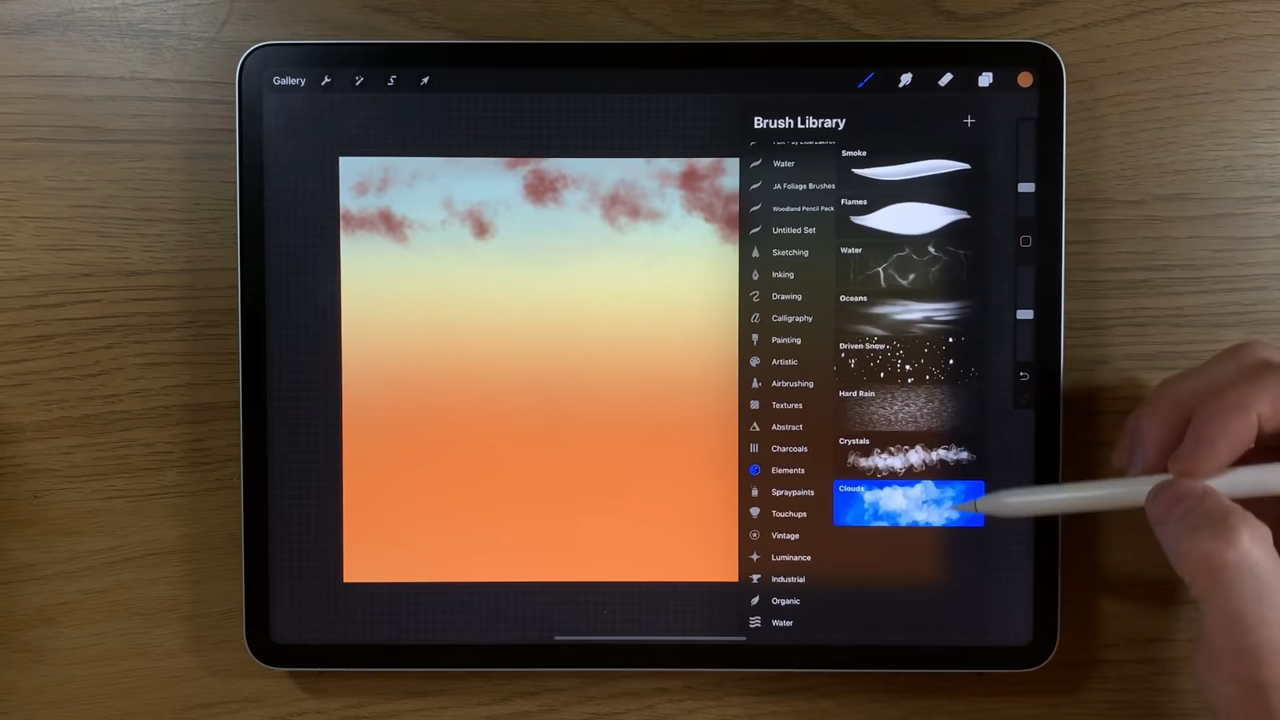 Gallery
Brush Library
Water
JA Foliage Brushes
Woodland Pencil Pack
Untitled Set
Sketching
Inking
Drawing
Calligraphy
Painting
Artistic
Airbrushing
Textures
Abstract
Charcoals
Elements
Spraypaints
Touchups
Vintage
Luminance
Industrial
Organic
Water
Smoke
Flames
Water
Oceans
Driven Snow
Hard Rain
Crystals
Clouds